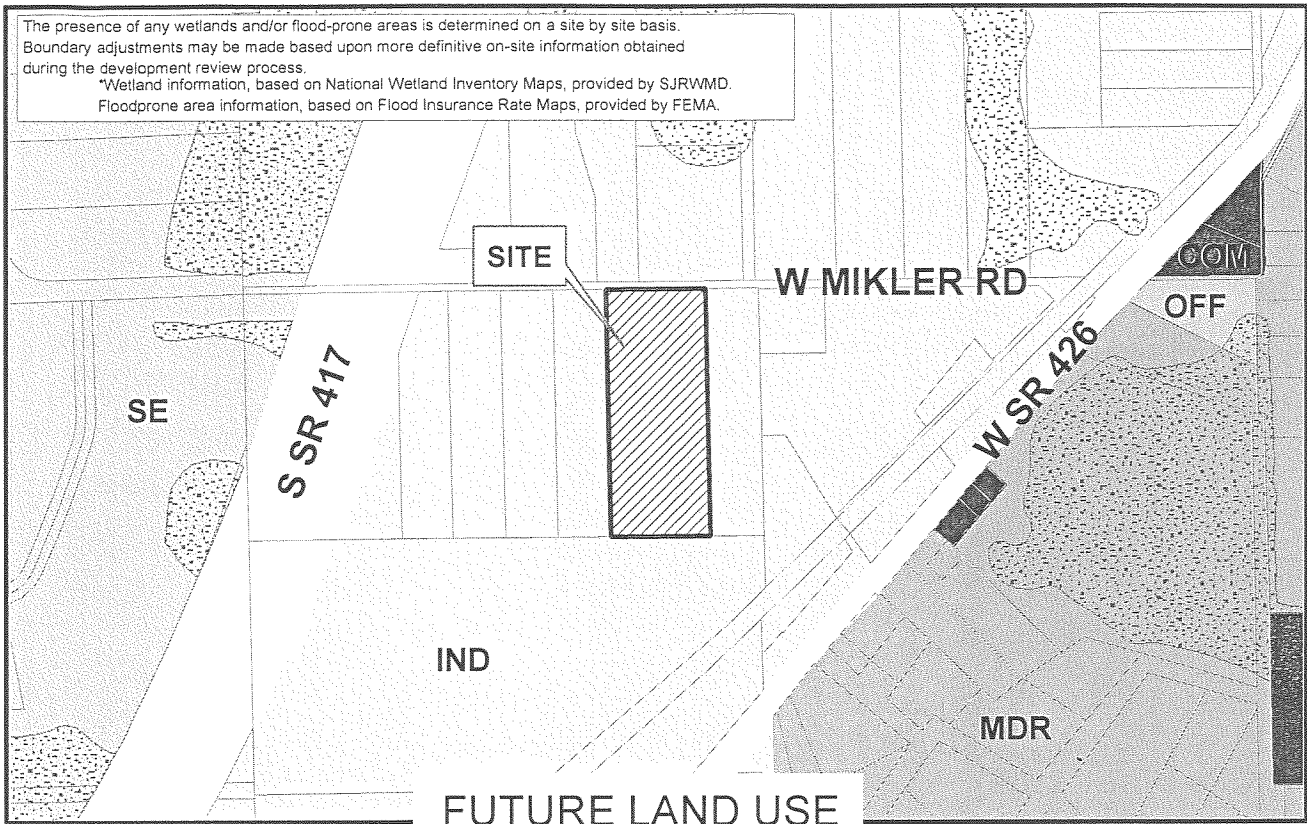 The presence of any wetlands and/or flood-prone areas is determined on a site by site basis.
Boundary adjustments may be made based upon more definitive on-site information obtained
during the development review process.
*Wetland information, based on National Wetland Inventory Maps, provided by SJRWMD.
Floodprone area information, based on Flood Insurance Rate Maps, provided by FEMA.
SITE
W MIKLER RD
COM
OFF
SE
S SR 417
W SR 426
IND
MDR
FUTURE LAND USE